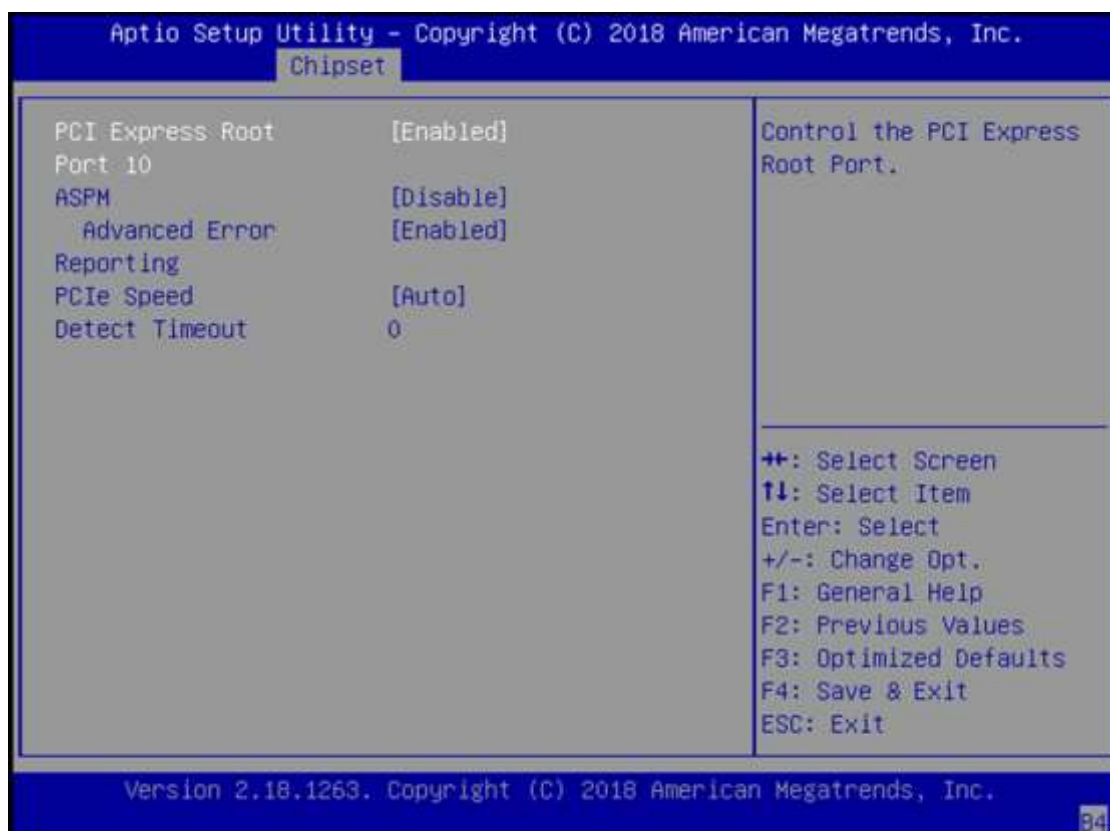 Aptio Setup Utility – Copyright (C) 2018 American Megatrends, Inc.
Chipset
PCI Express Root [Enabled]
Port 10
ASPM [Disable]
Advanced Error [Enabled]
Reporting
PCIe Speed [Auto]
Detect Timeout 0
Control the PCI Express
Root Port.
→←: Select Screen
↑↓: Select Item
Enter: Select
+/-: Change Opt.
F1: General Help
F2: Previous Values
F3: Optimized Defaults
F4: Save & Exit
ESC: Exit
Version 2.18.1263. Copyright (C) 2018 American Megatrends, Inc.
B4